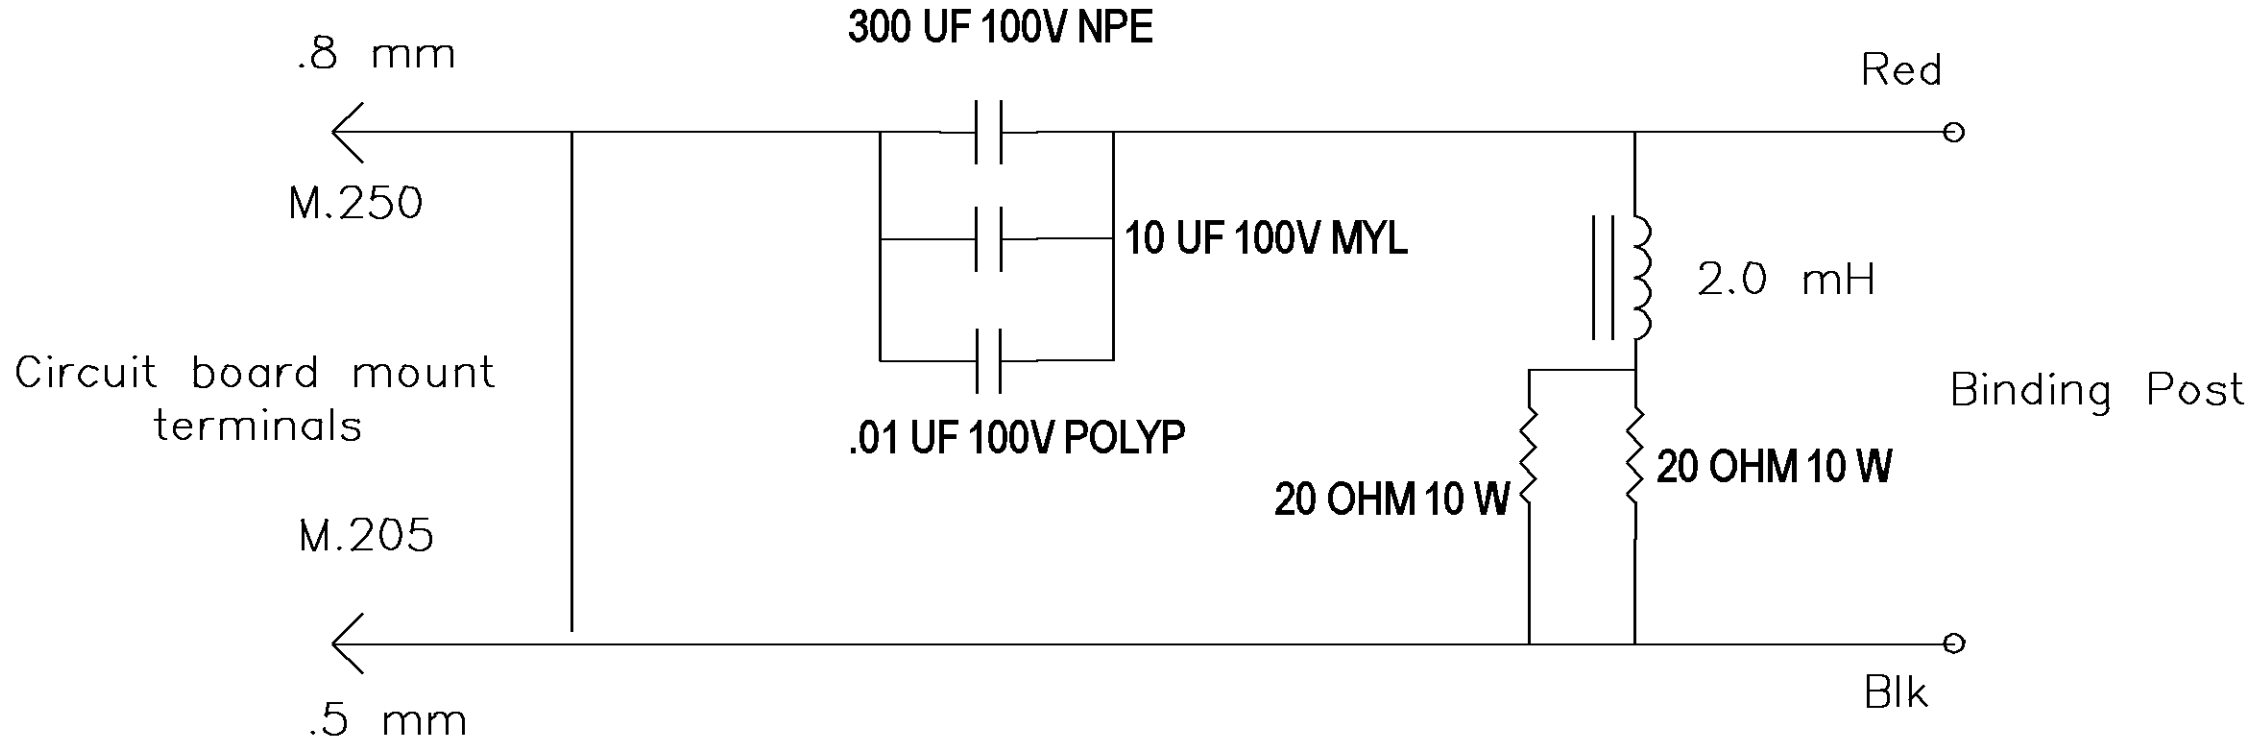 300 UF 100V NPE
.8 mm
Red
M.250
10 UF 100V MYL
2.0 mH
Circuit board mount
terminals
Binding Post
.01 UF 100V POLYP
20 OHM 10 W
20 OHM 10 W
M.205
Blk
.5 mm